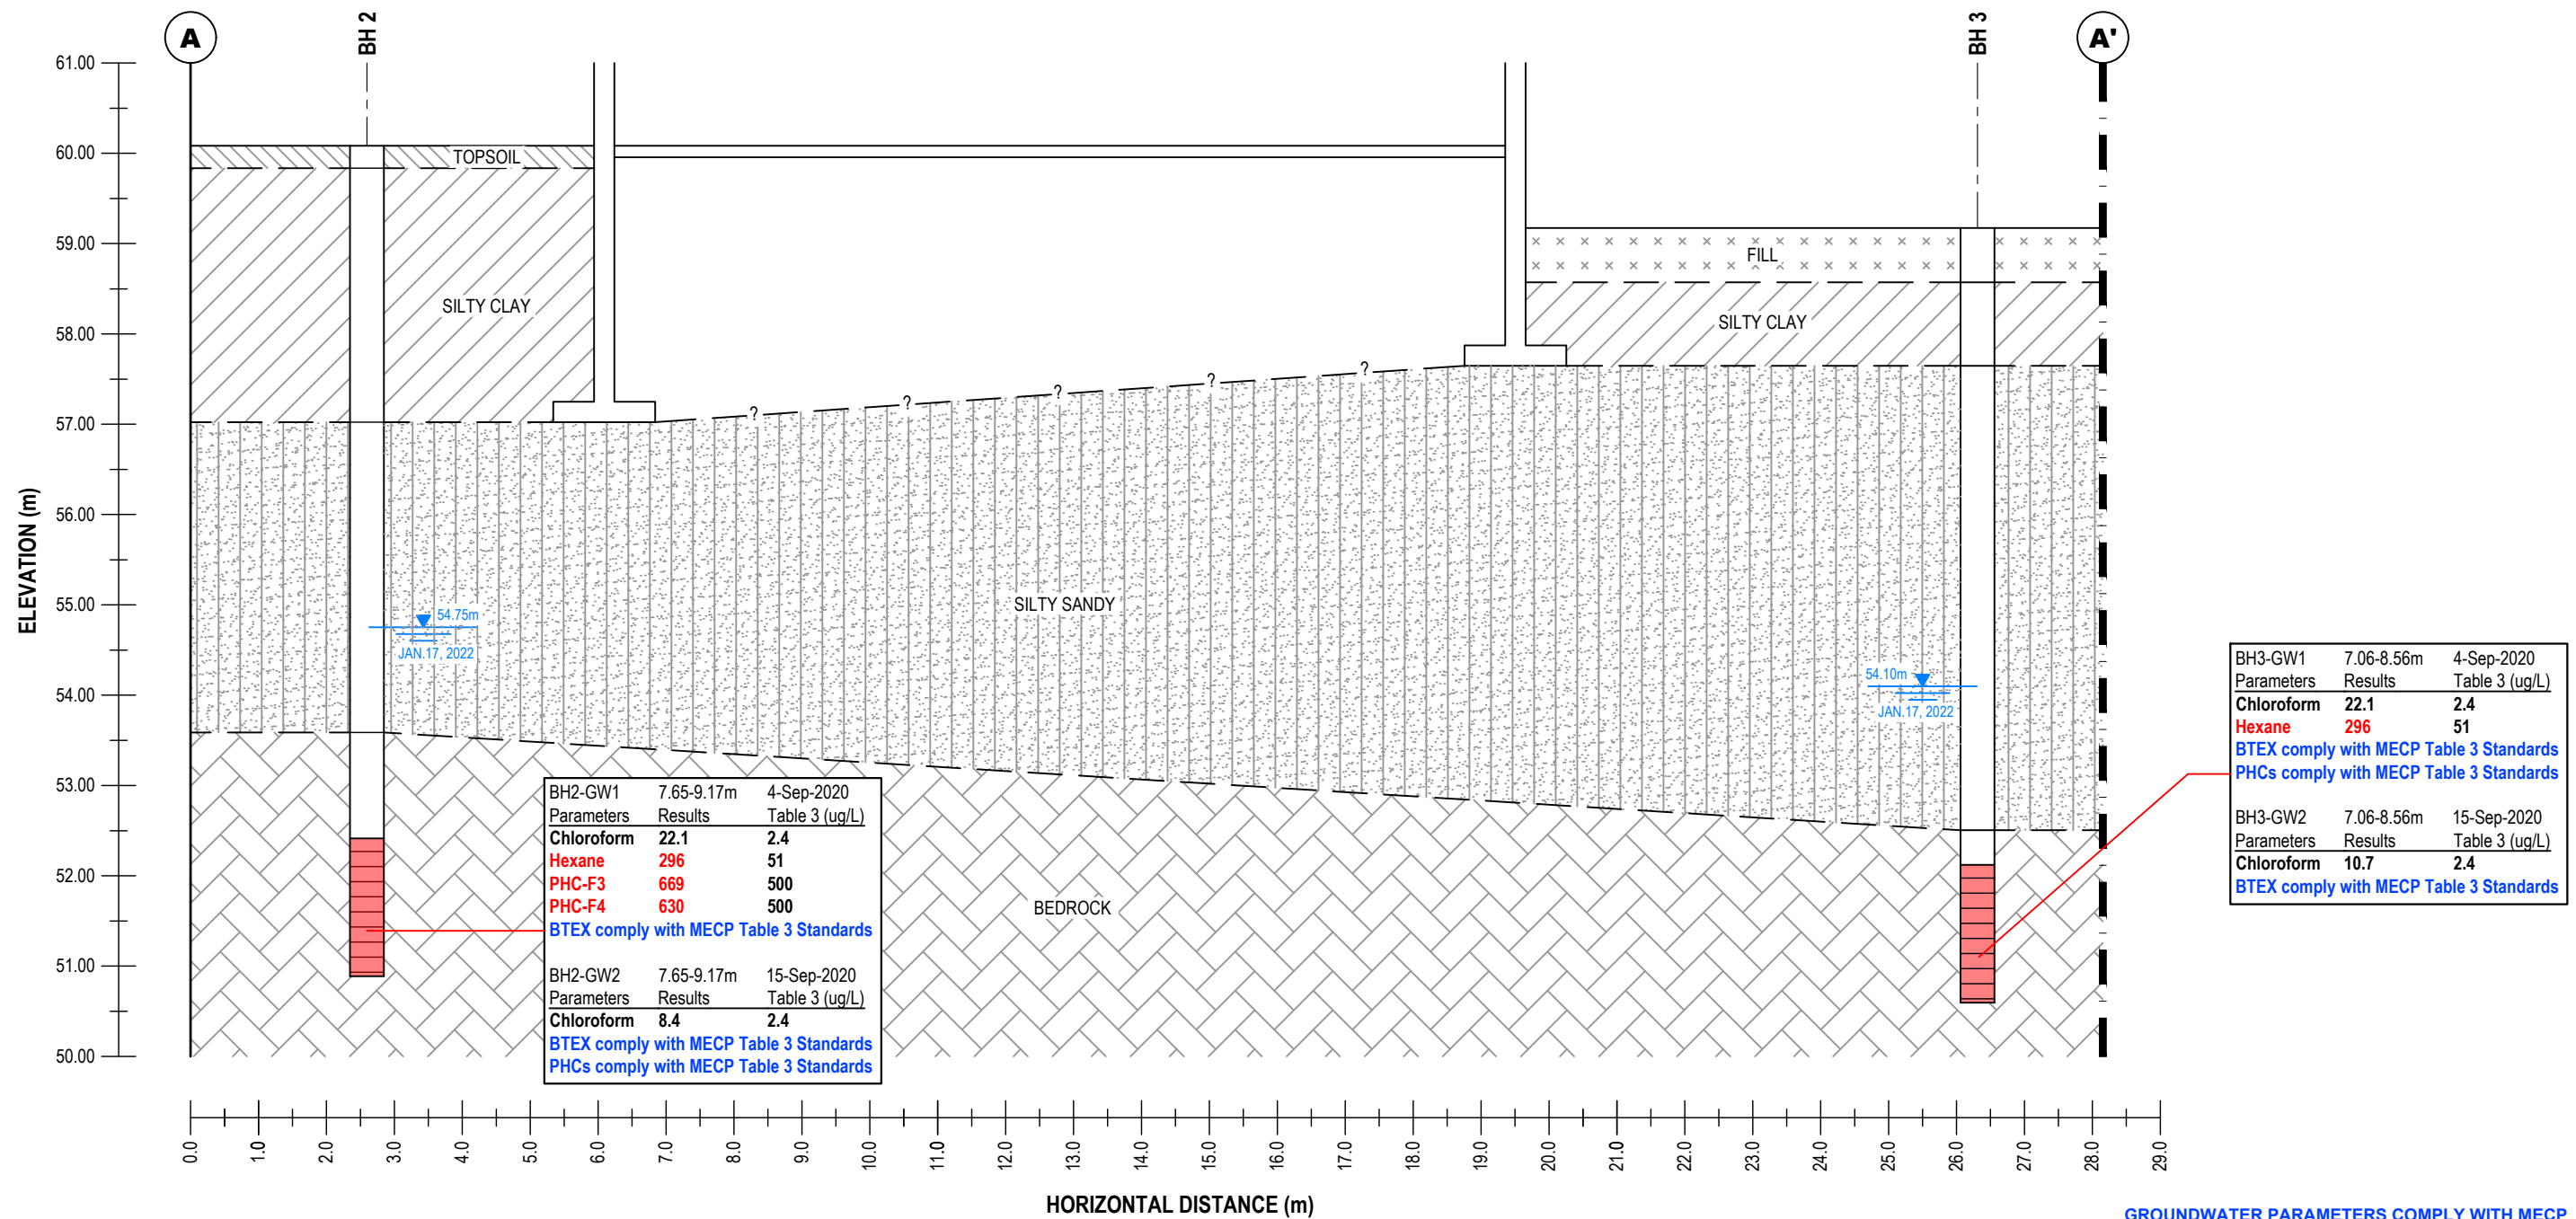 A
BH 2
BH 3
A'
61.00
60.00
59.00
58.00
57.00
56.00
55.00
54.00
53.00
52.00
51.00
50.00
ELEVATION (m)
TOPSOIL
SILTY CLAY
FILL
SILTY CLAY
?
?
?
?
?
SILTY SANDY
54.75m
JAN.17, 2022
54.10m
JAN.17, 2022
BEDROCK
BH2-GW1 7.65-9.17m 4-Sep-2020
Parameters Results Table 3 (ug/L)
Chloroform 22.1 2.4
Hexane 296 51
PHC-F3 669 500
PHC-F4 630 500
BTEX comply with MECP Table 3 Standards
BH2-GW2 7.65-9.17m 15-Sep-2020
Parameters Results Table 3 (ug/L)
Chloroform 8.4 2.4
BTEX comply with MECP Table 3 Standards
PHCs comply with MECP Table 3 Standards
BH3-GW1 7.06-8.56m 4-Sep-2020
Parameters Results Table 3 (ug/L)
Chloroform 22.1 2.4
Hexane 296 51
BTEX comply with MECP Table 3 Standards
PHCs comply with MECP Table 3 Standards
BH3-GW2 7.06-8.56m 15-Sep-2020
Parameters Results Table 3 (ug/L)
Chloroform 10.7 2.4
BTEX comply with MECP Table 3 Standards
0.0 1.0 2.0 3.0 4.0 5.0 6.0 7.0 8.0 9.0 10.0 11.0 12.0 13.0 14.0 15.0 16.0 17.0 18.0 19.0 20.0 21.0 22.0 23.0 24.0 25.0 26.0 27.0 28.0 29.0
HORIZONTAL DISTANCE (m)
GROUNDWATER PARAMETERS COMPLY WITH MECP